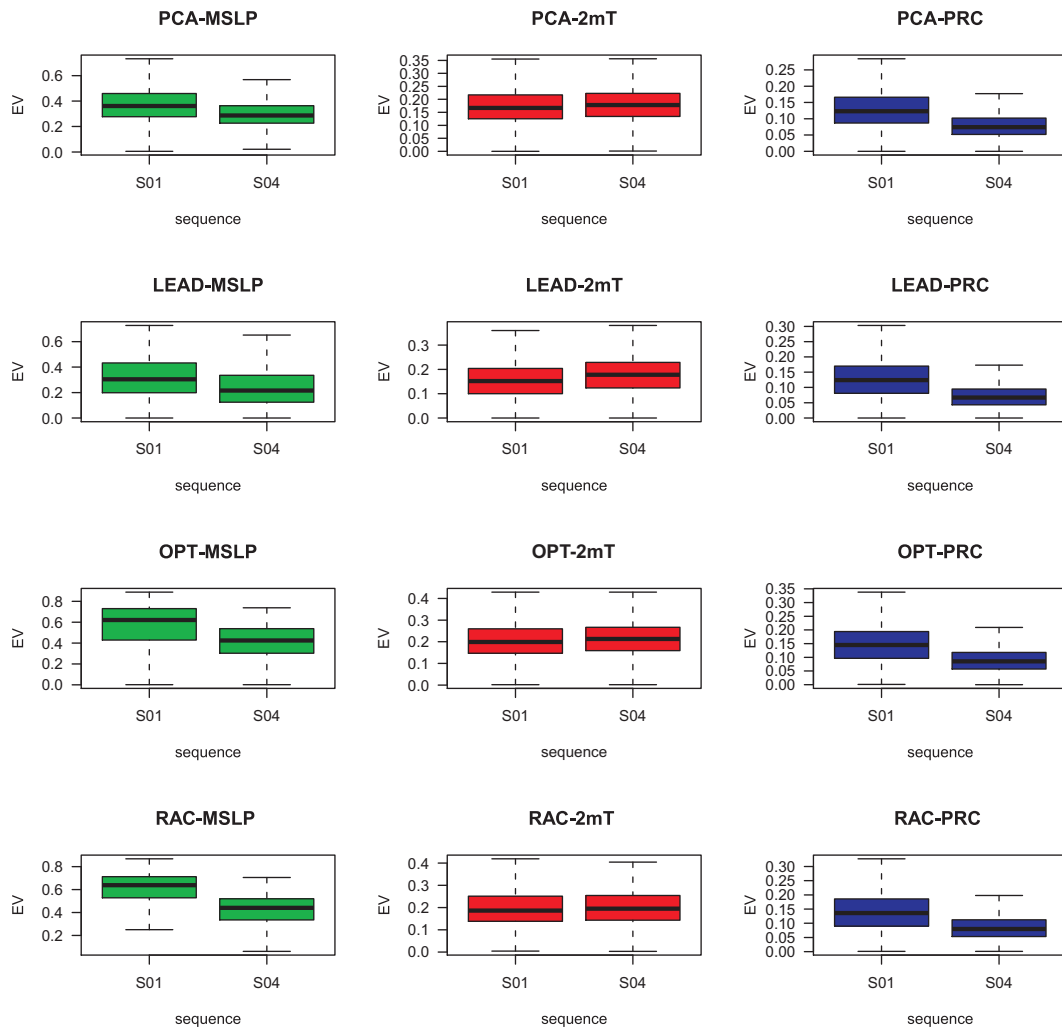 PCA-MSLP
PCA-2mT
PCA-PRC
EV
0.6
0.4
0.2
0.0
S01
S04
sequence
EV
0.35
0.30
0.25
0.20
0.15
0.10
0.05
0.00
S01
S04
sequence
EV
0.25
0.20
0.15
0.10
0.05
0.00
S01
S04
sequence
LEAD-MSLP
LEAD-2mT
LEAD-PRC
EV
0.6
0.4
0.2
0.0
S01
S04
sequence
EV
0.3
0.2
0.1
0.0
S01
S04
sequence
EV
0.30
0.25
0.20
0.15
0.10
0.05
0.00
S01
S04
sequence
OPT-MSLP
OPT-2mT
OPT-PRC
EV
0.8
0.6
0.4
0.2
0.0
S01
S04
sequence
EV
0.4
0.3
0.2
0.1
0.0
S01
S04
sequence
EV
0.35
0.30
0.25
0.20
0.15
0.10
0.05
0.00
S01
S04
sequence
RAC-MSLP
RAC-2mT
RAC-PRC
EV
0.8
0.6
0.4
0.2
S01
S04
sequence
EV
0.4
0.3
0.2
0.1
0.0
S01
S04
sequence
EV
0.30
0.25
0.20
0.15
0.10
0.05
0.00
S01
S04
sequence